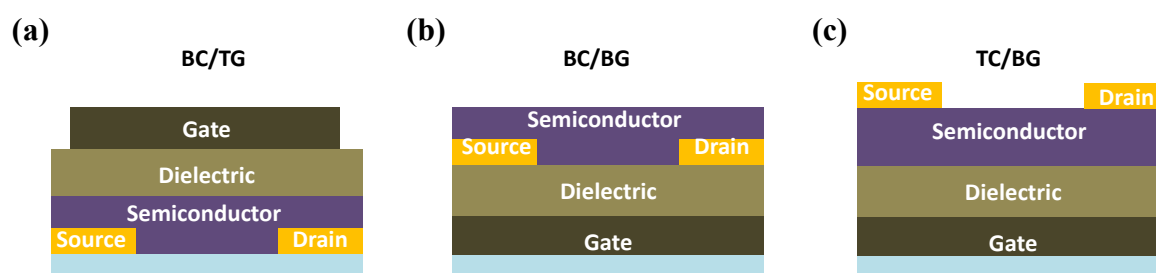 (a)
BC/TG
Gate
Dielectric
Semiconductor
Source Drain
(b)
BC/BG
Semiconductor
Source Drain
Dielectric
Gate
(c)
TC/BG
Source Drain
Semiconductor
Dielectric
Gate